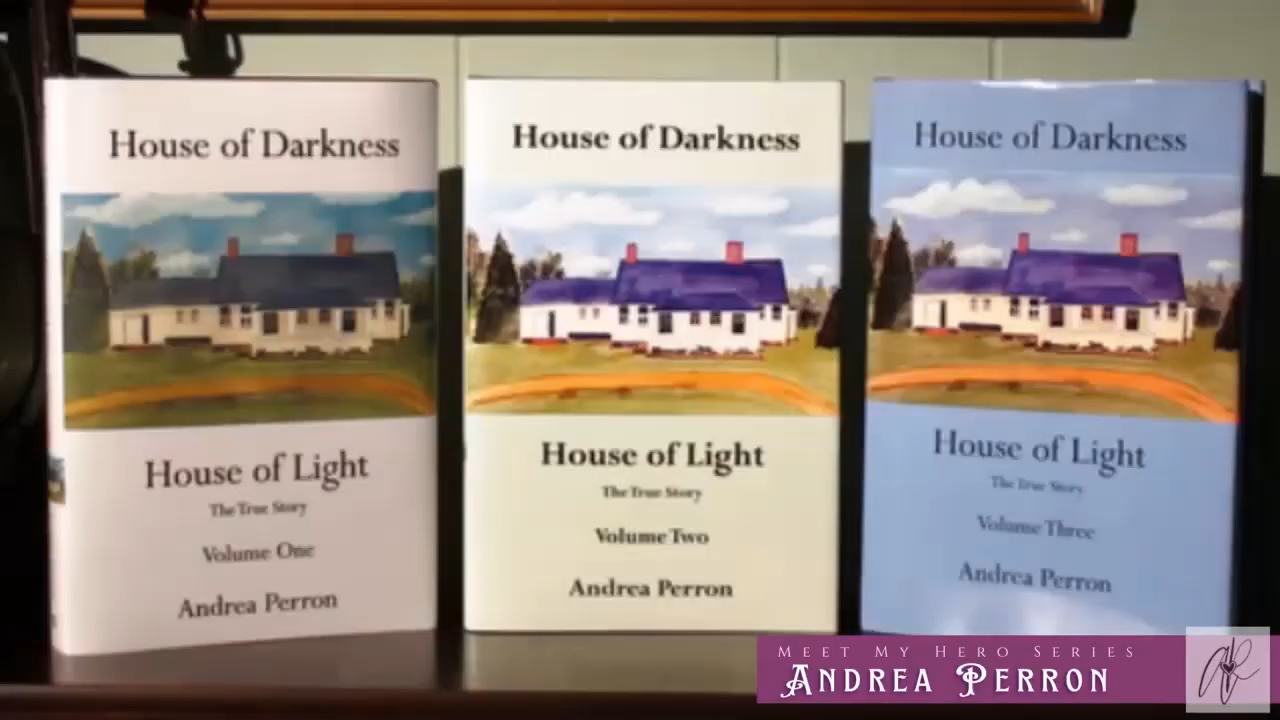 House of Darkness
House of Light
The True Story
Volume One
Andrea Perron
House of Darkness
House of Light
The True Story
Volume Two
Andrea Perron
House of Darkness
House of Light
The True Story
Volume Three
Andrea Perron
MEET MY HERO SERIES
ANDREA PERRON